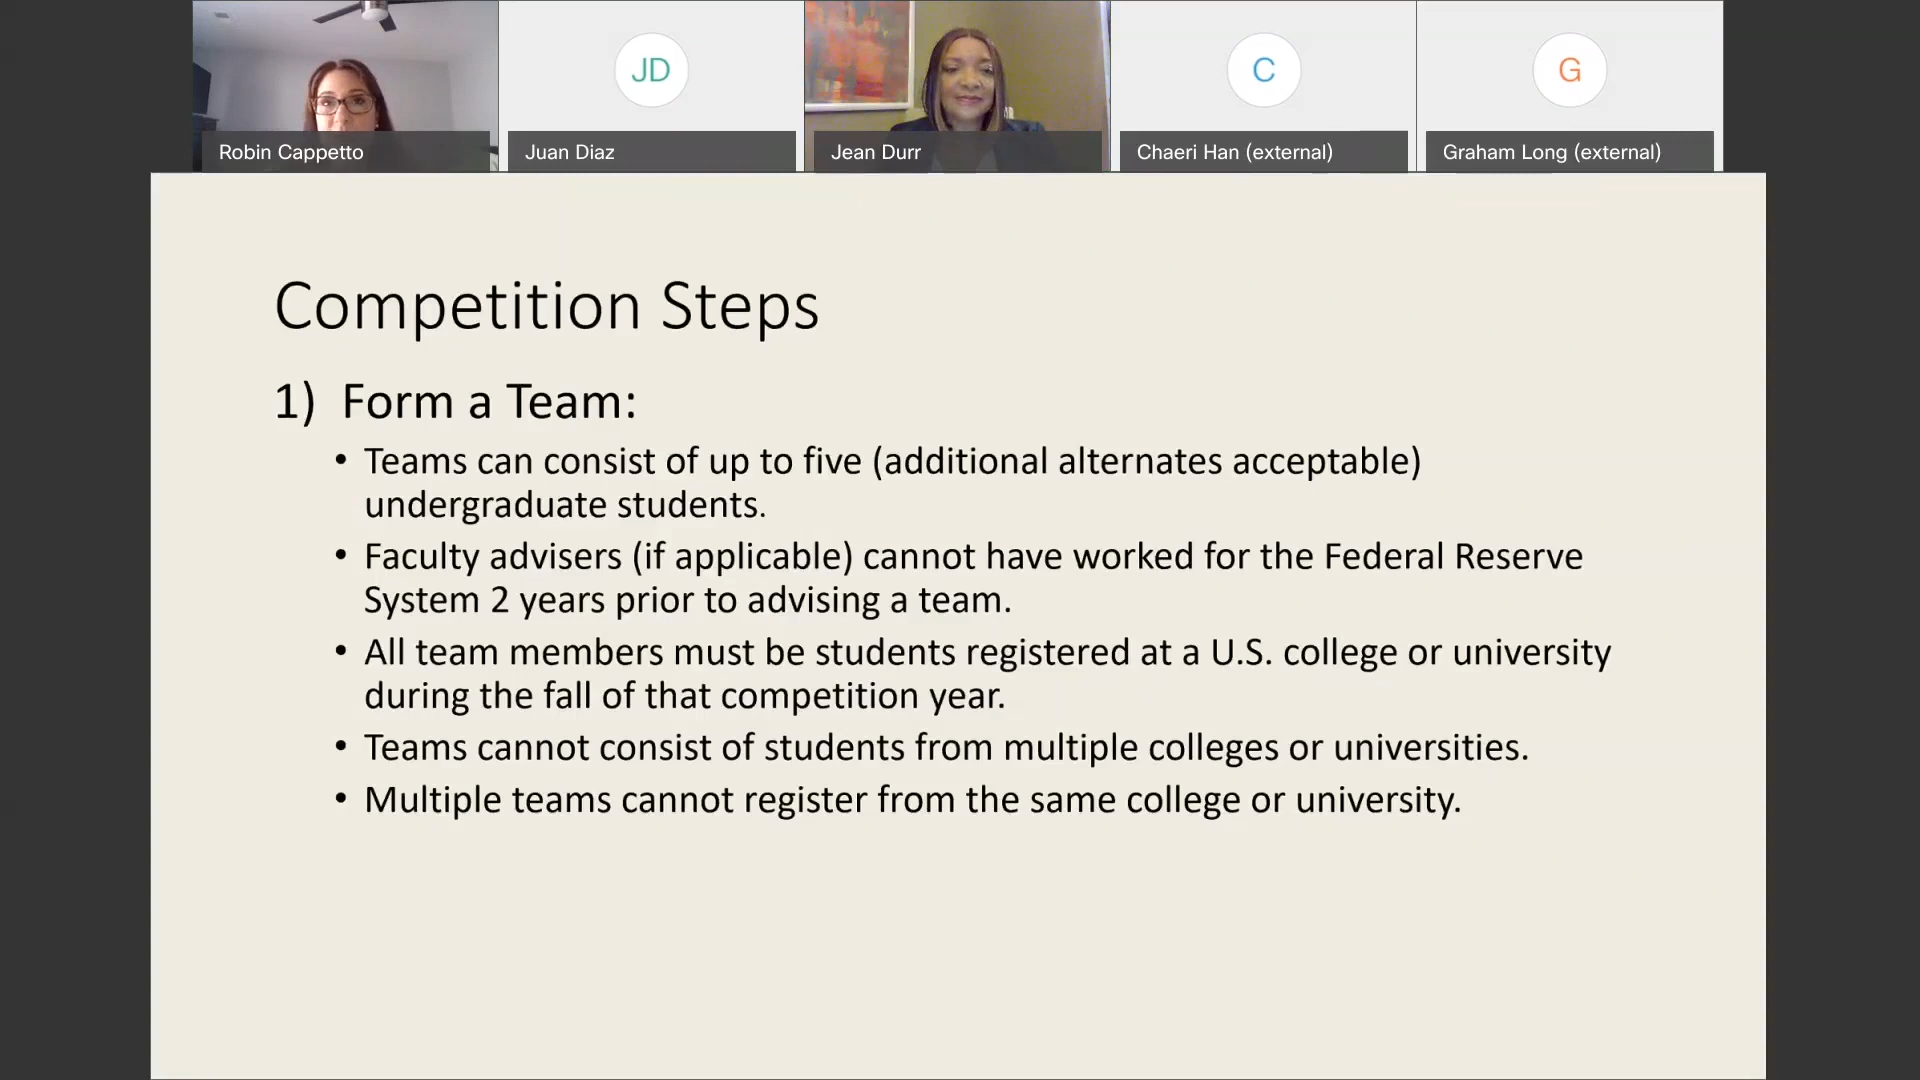 JD
C
G
Robin Cappetto
Juan Diaz
Jean Durr
Chaeri Han (external)
Graham Long (external)
Competition Steps
1) Form a Team:
• Teams can consist of up to five (additional alternates acceptable)
undergraduate students.
• Faculty advisers (if applicable) cannot have worked for the Federal Reserve
System 2 years prior to advising a team.
• All team members must be students registered at a U.S. college or university
during the fall of that competition year.
• Teams cannot consist of students from multiple colleges or universities.
• Multiple teams cannot register from the same college or university.